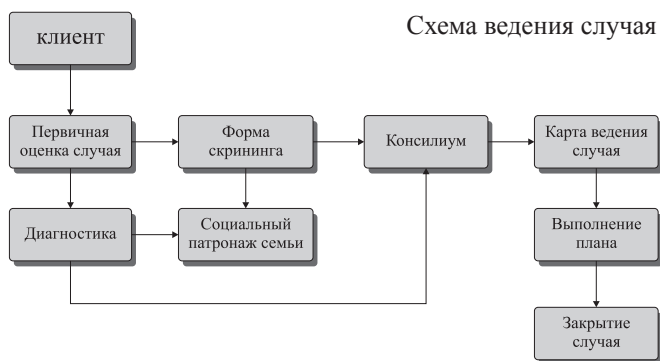 Схема ведения случая
клиент
Первичная
оценка случая
Форма
скрининга
Консилиум
Карта ведения
случая
Диагностика
Социальный
патронаж семьи
Выполнение
плана
Закрытие
случая